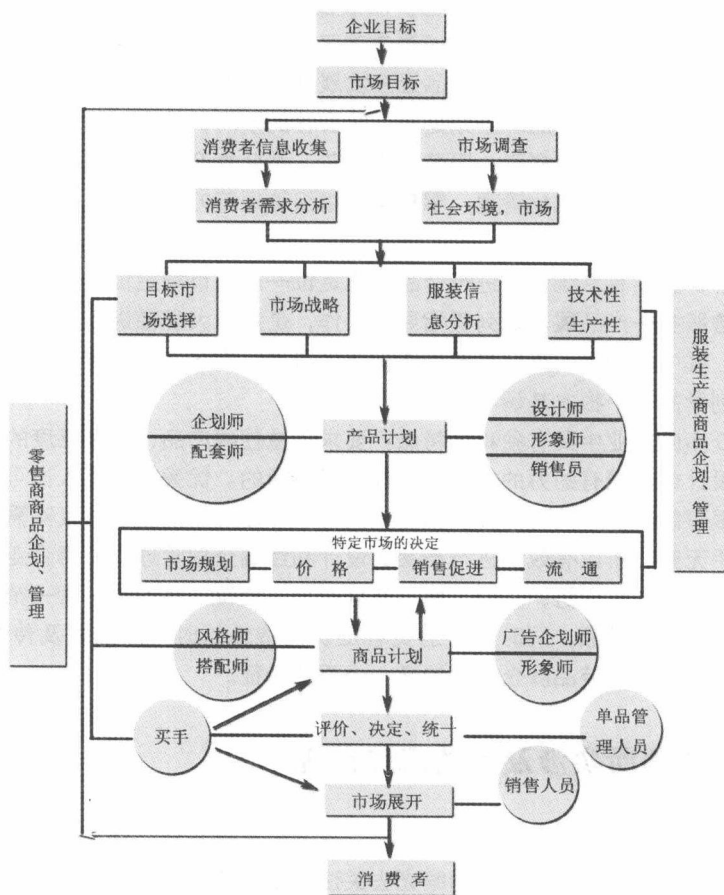 企业目标
市场目标
消费者信息收集
市场调查
消费者需求分析
社会环境，市场
目标市
场选择
市场战略
服装信
息分析
技术性
生产性
企划师
配套师
产品计划
设计师
形象师
销售员
零售商商品企划、管理
服装生产商商品企划、管理
特定市场的决定
市场规划
价 格
销售促进
流 通
风格师
搭配师
商品计划
广告企划师
形象师
买手
评价、决定、统一
单品管
理人员
市场展开
销售人员
消 费 者